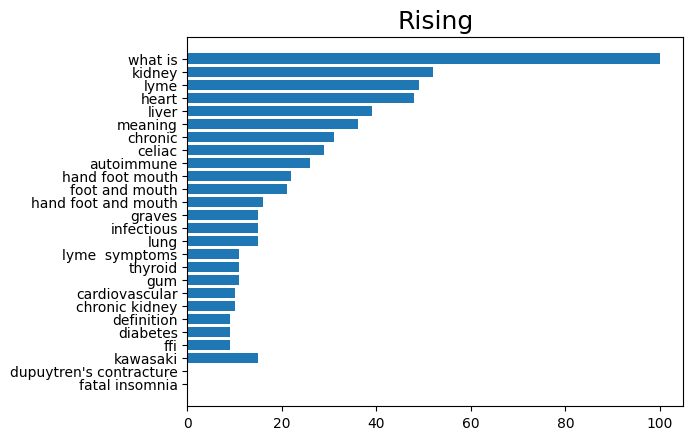 Rising
what is
kidney
lyme
heart
liver
meaning
chronic
celiac
autoimmune
hand foot mouth
foot and mouth
hand foot and mouth
graves
infectious
lung
lyme  symptoms
thyroid
gum
cardiovascular
chronic kidney
definition
diabetes
ffi
kawasaki
dupuytren's contracture
fatal insomnia
0 20 40 60 80 100